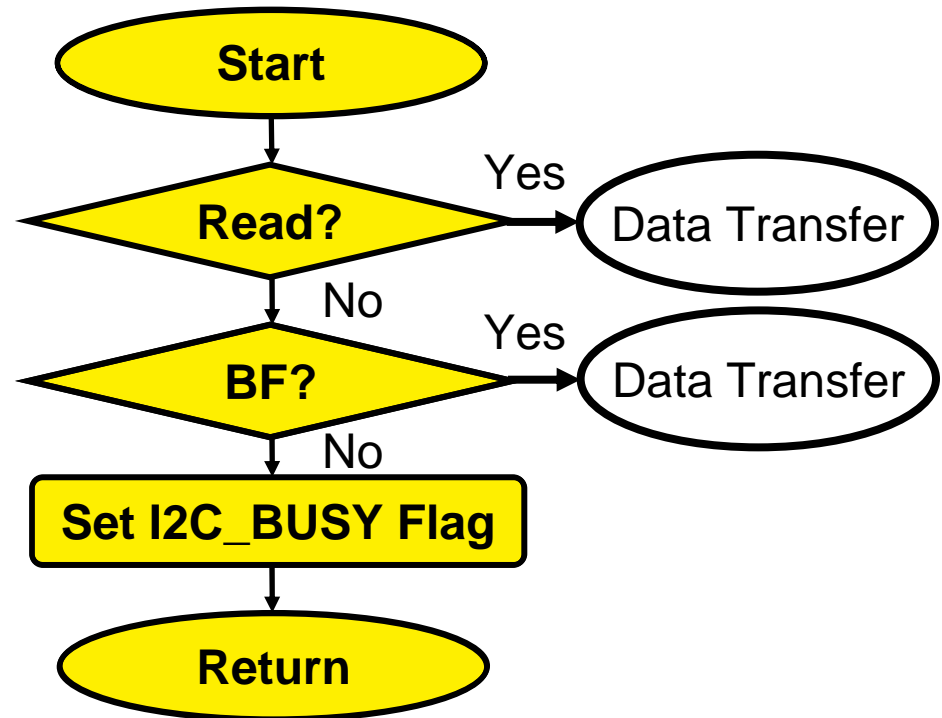 Start
Yes
Read?
Data Transfer
No
Yes
BF?
Data Transfer
No
Set I2C_BUSY Flag
Return